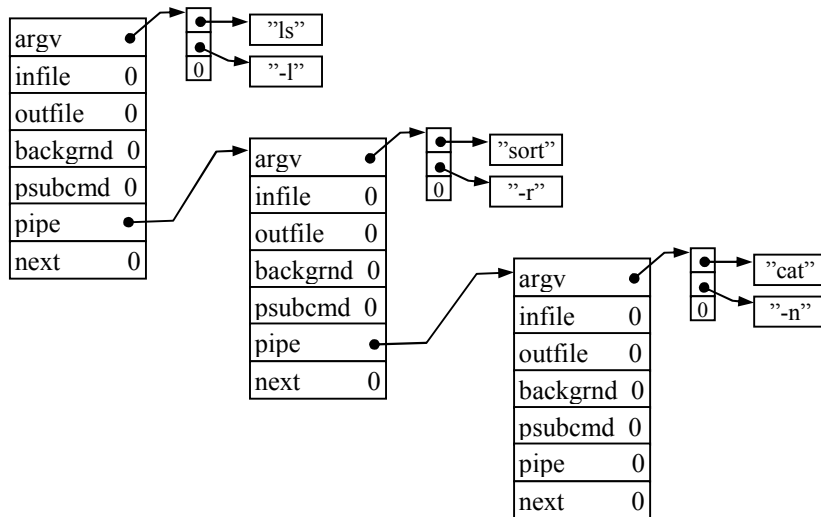 argv
infile 0
outfile 0
backgrnd 0
psubcmd 0
pipe
next 0
”ls”
”-l”
0
argv
infile 0
outfile 0
backgrnd 0
psubcmd 0
pipe
next 0
”sort”
”-r”
0
argv
infile 0
outfile 0
backgrnd 0
psubcmd 0
pipe 0
next 0
”cat”
”-n”
0